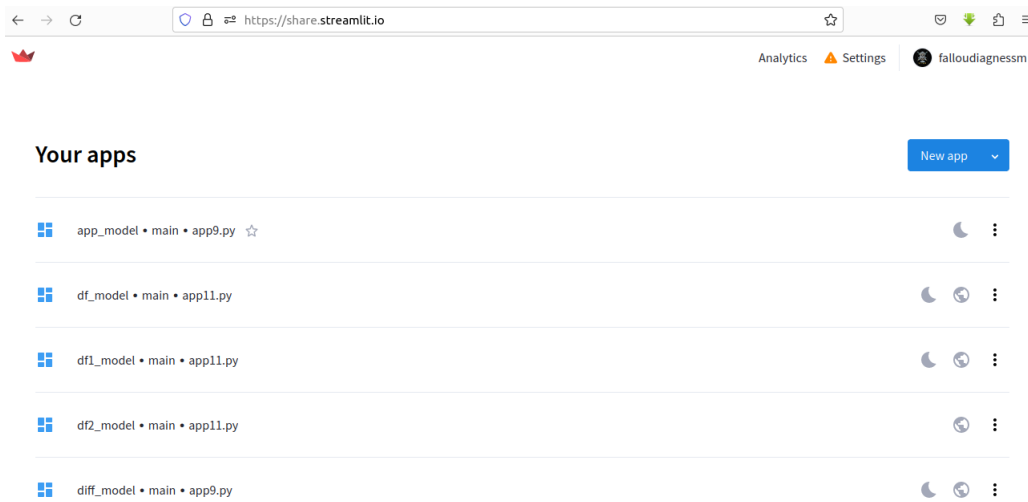 https://share.streamlit.io
Analytics Settings falloudiagnessm
Your apps
New app
app_model • main • app9.py
df_model • main • app11.py
df1_model • main • app11.py
df2_model • main • app11.py
diff_model • main • app9.py